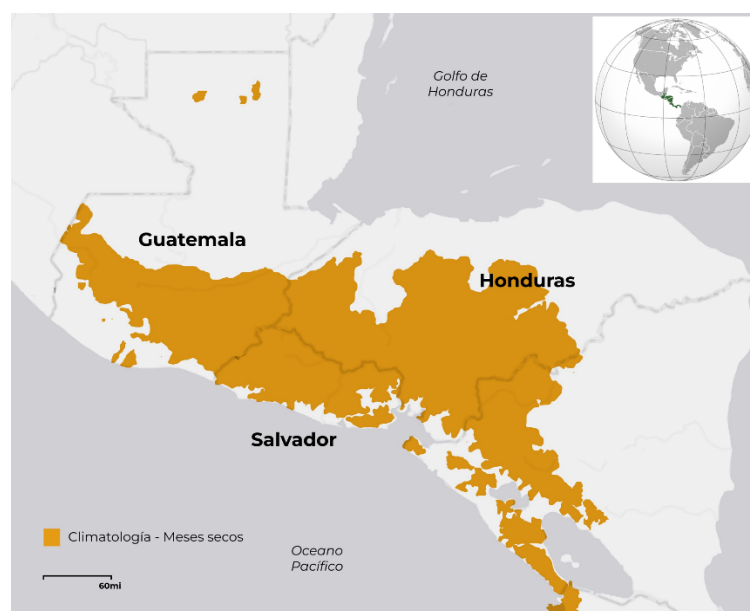 Golfo de
Honduras
Guatemala
Honduras
Salvador
Climatología - Meses secos
Oceano
Pacífico
60mi